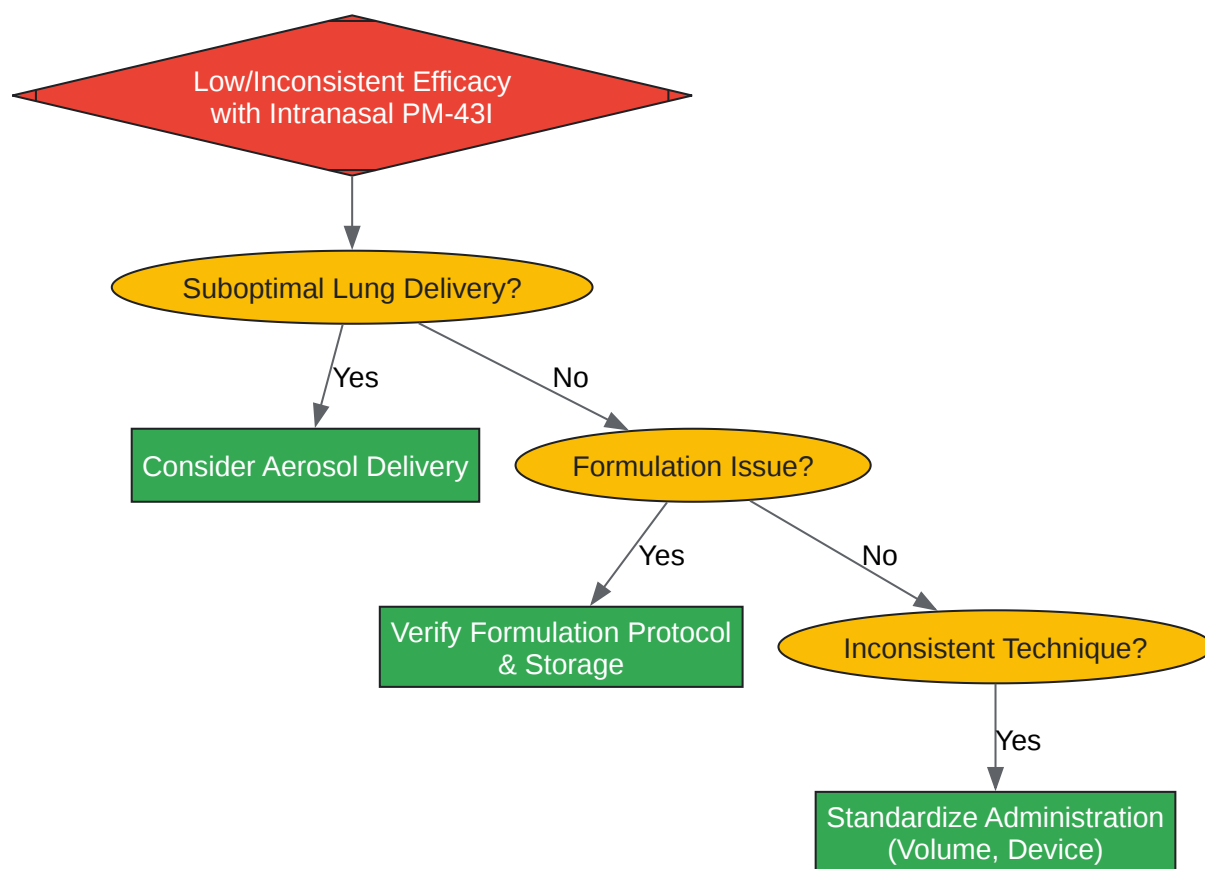 Low/Inconsistent Efficacy
with Intranasal PM-43I
Suboptimal Lung Delivery?
Yes
No
Consider Aerosol Delivery
Formulation Issue?
Yes
No
Verify Formulation Protocol
& Storage
Inconsistent Technique?
Yes
Standardize Administration
(Volume, Device)